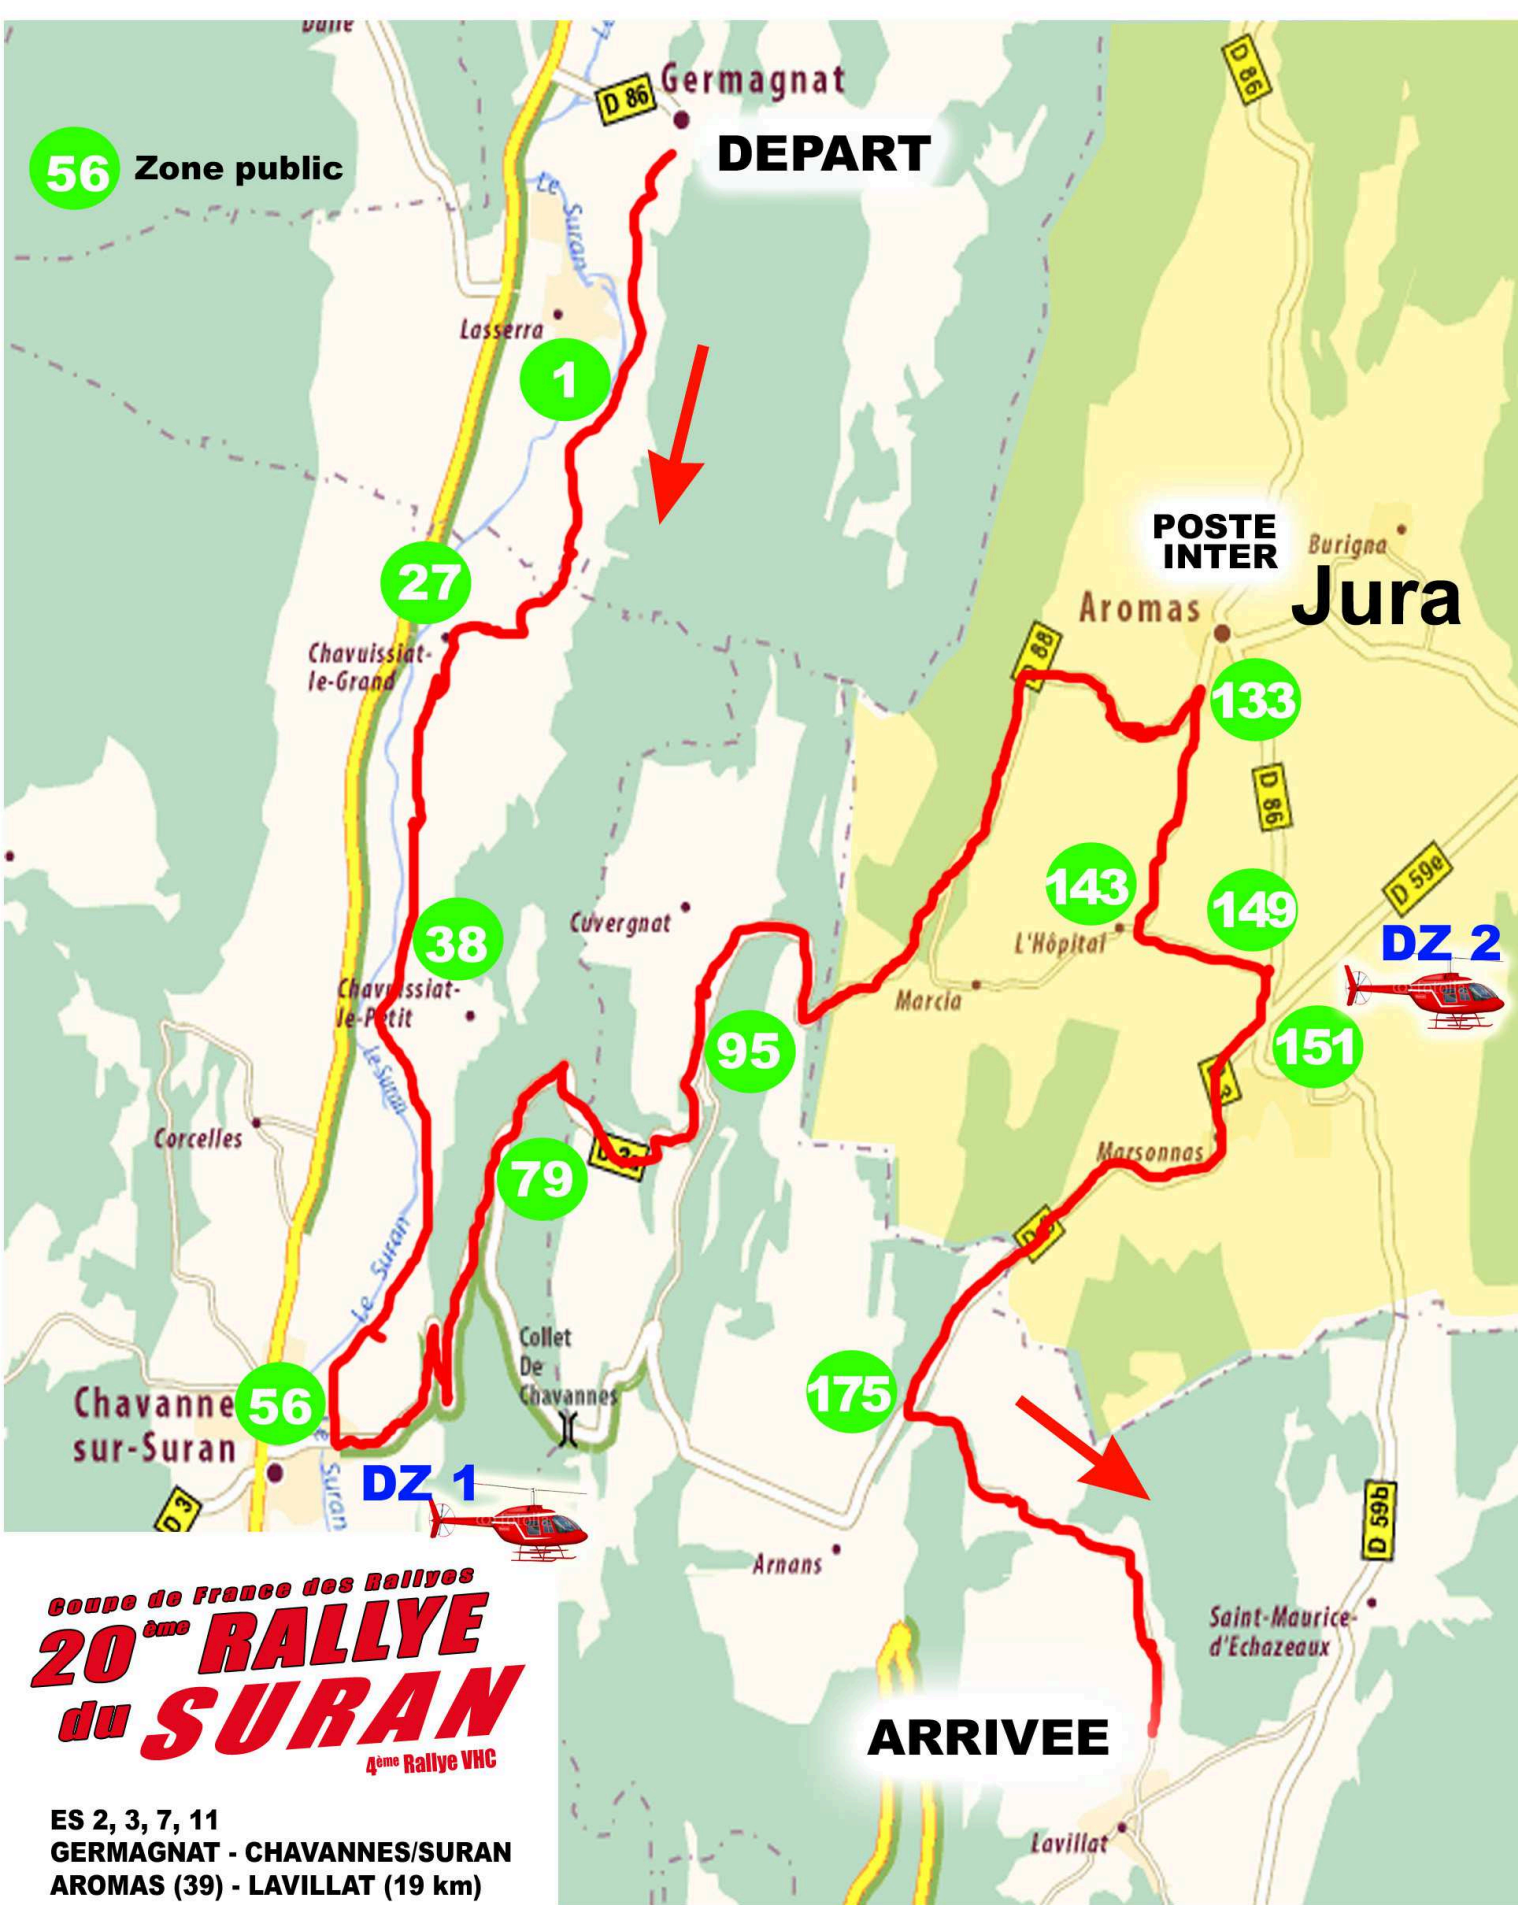 D 86
Germagnat
DEPART
D 86
56 Zone public
Le Suran
Lasserra
1
27
POSTE
INTER
Burigna
Jura
Aromas
Chavuissiat-
le-Grand
133
D 86
D 59e
143
149
38
Cuvergnat
L'Hôpital
DZ 2
Chavuissiat-
le-Petit
Marcia
95
151
Le Suran
Corcelles
79
Marsonnas
Le Suran
Collet
De
Chavannes
175
Chavanne
sur-Suran
56
Suran
DZ 1
D 3
D 59b
Arnans
Saint-Maurice-
d'Echazeaux
Coupe de France des Rallyes
20ème RALLYE
du SURAN
4ème Rallye VHC
ARRIVEE
Lavillat
ES 2, 3, 7, 11
GERMAGNAT - CHAVANNES/SURAN
AROMAS (39) - LAVILLAT (19 km)